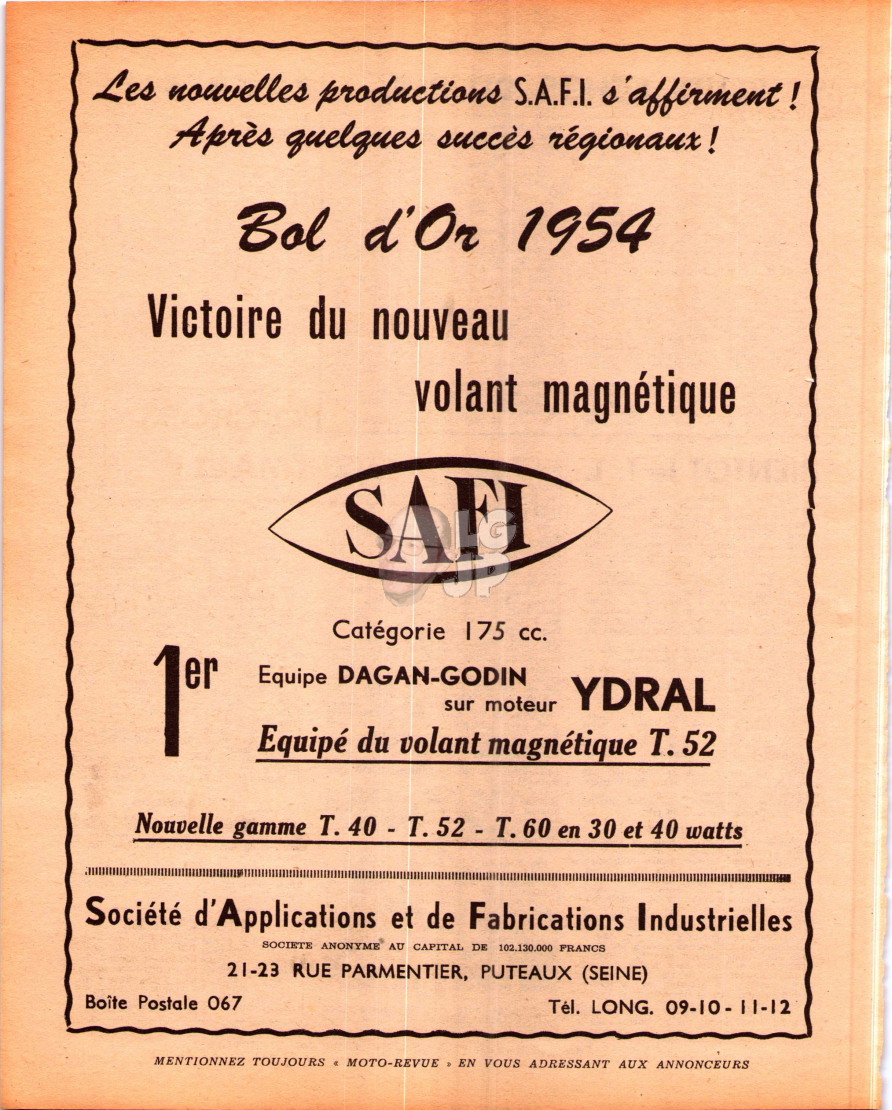 Les nouvelles productions S.A.F.I. s'affirment !
Après quelques succès régionaux !
Bol d'Or 1954
Victoire du nouveau
volant magnétique
SAFI
LG
JP
Catégorie 175 cc.
1er
Equipe DAGAN-GODIN
sur moteur YDRAL
Equipé du volant magnétique T. 52
Nouvelle gamme T. 40 - T. 52 - T. 60 en 30 et 40 watts
Société d'Applications et de Fabrications Industrielles
SOCIETE ANONYME AU CAPITAL DE 102.130.000 FRANCS
21-23 RUE PARMENTIER, PUTEAUX (SEINE)
Boîte Postale 067
Tél. LONG. 09-10-11-12
MENTIONNEZ TOUJOURS « MOTO-REVUE » EN VOUS ADRESSANT AUX ANNONCEURS